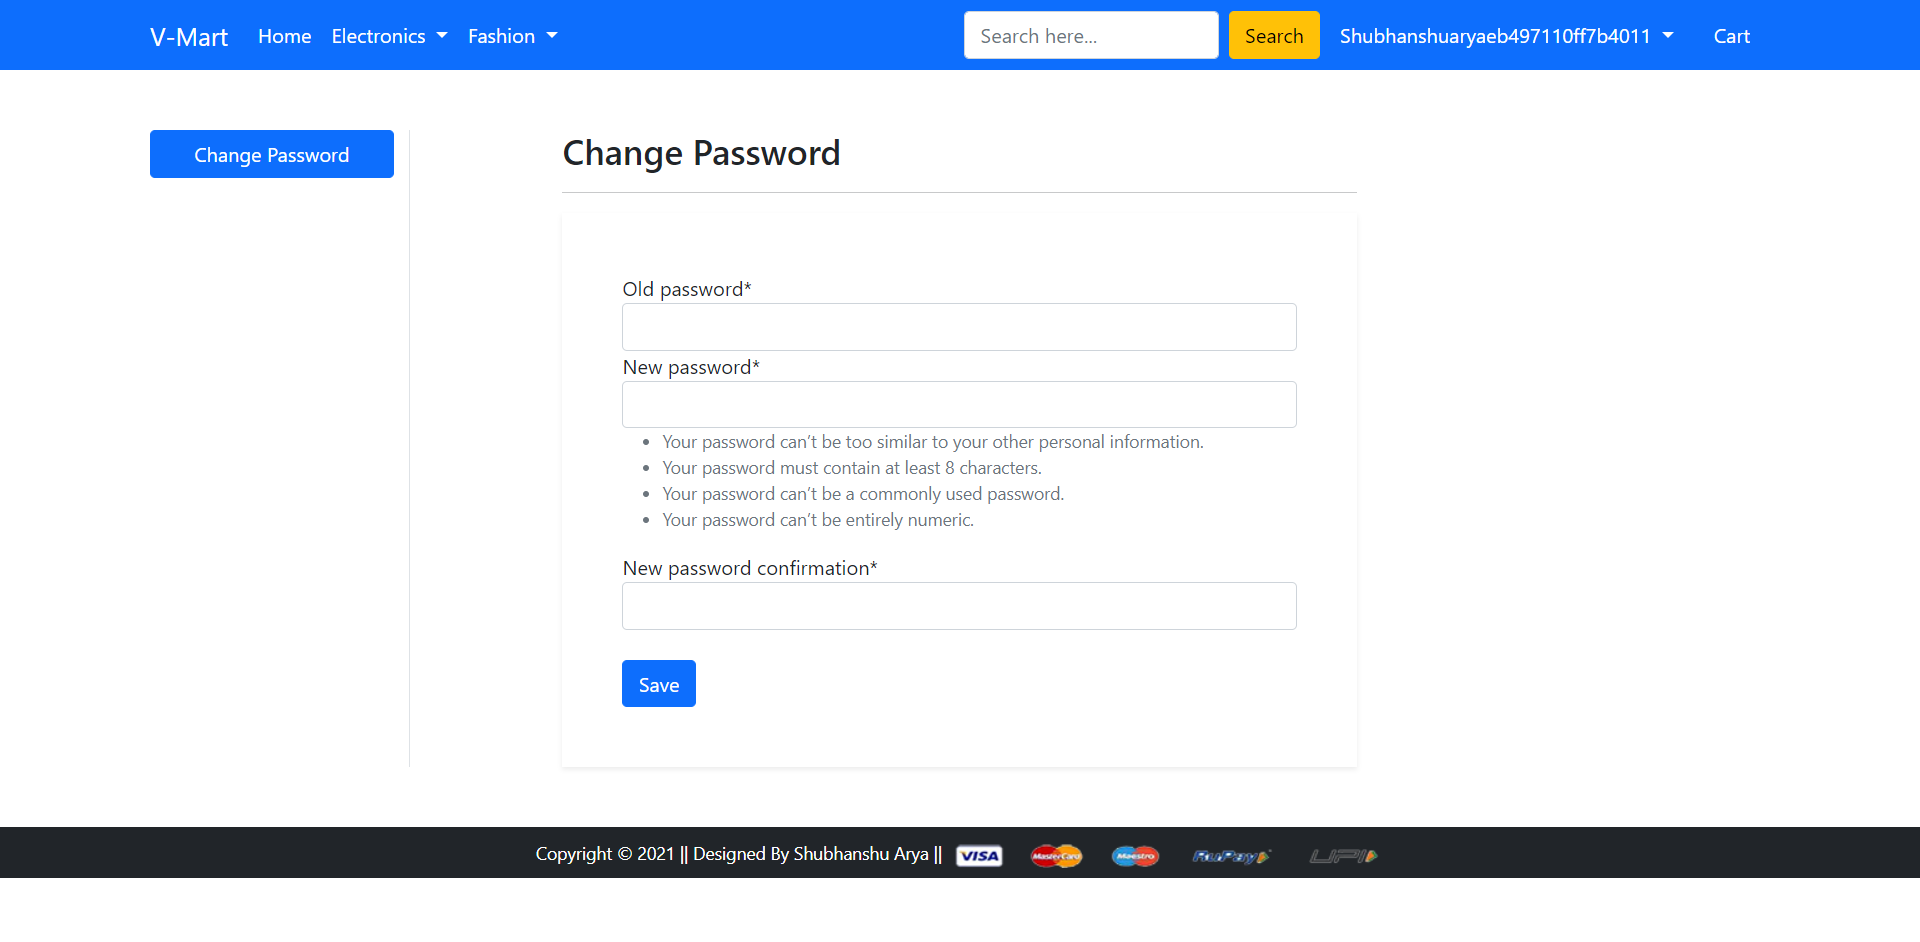 V-Mart Home Electronics Fashion Search here... Search Shubhanshuaryaeb497110ff7b4011 Cart
Change Password
Change Password
Old password*
New password*
• Your password can’t be too similar to your other personal information.
• Your password must contain at least 8 characters.
• Your password can’t be a commonly used password.
• Your password can’t be entirely numeric.
New password confirmation*
Save
Copyright © 2021 || Designed By Shubhanshu Arya || VISA MasterCard Maestro RuPay UPI